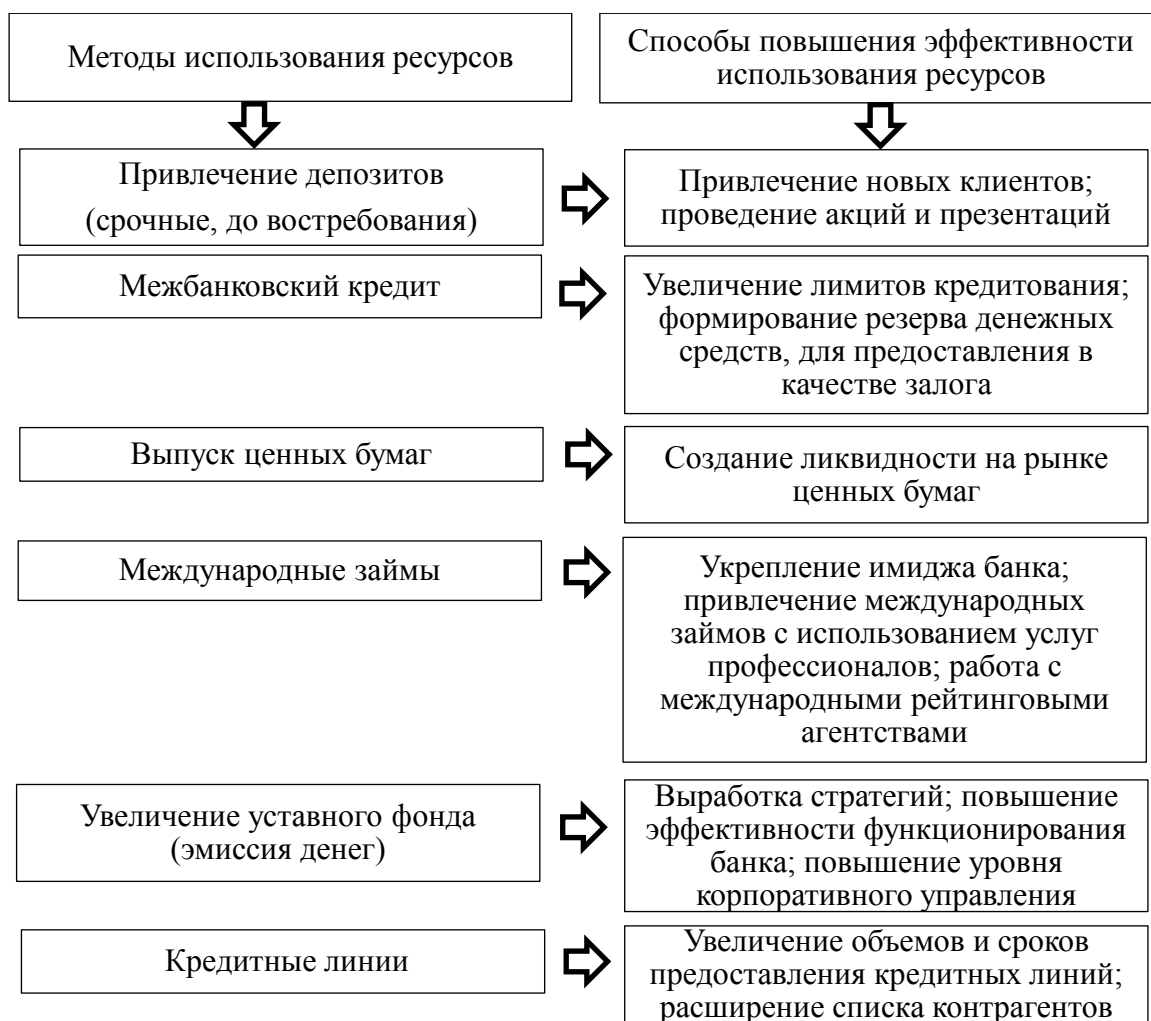 Методы использования ресурсов
Способы повышения эффективности
использования ресурсов
Привлечение депозитов
(срочные, до востребования)
Привлечение новых клиентов;
проведение акций и презентаций
Межбанковский кредит
Увеличение лимитов кредитования;
формирование резерва денежных
средств, для предоставления в
качестве залога
Выпуск ценных бумаг
Создание ликвидности на рынке
ценных бумаг
Международные займы
Укрепление имиджа банка;
привлечение международных
займов с использованием услуг
профессионалов; работа с
международными рейтинговыми
агентствами
Увеличение уставного фонда
(эмиссия денег)
Выработка стратегий; повышение
эффективности функционирования
банка; повышение уровня
корпоративного управления
Кредитные линии
Увеличение объемов и сроков
предоставления кредитных линий;
расширение списка контрагентов